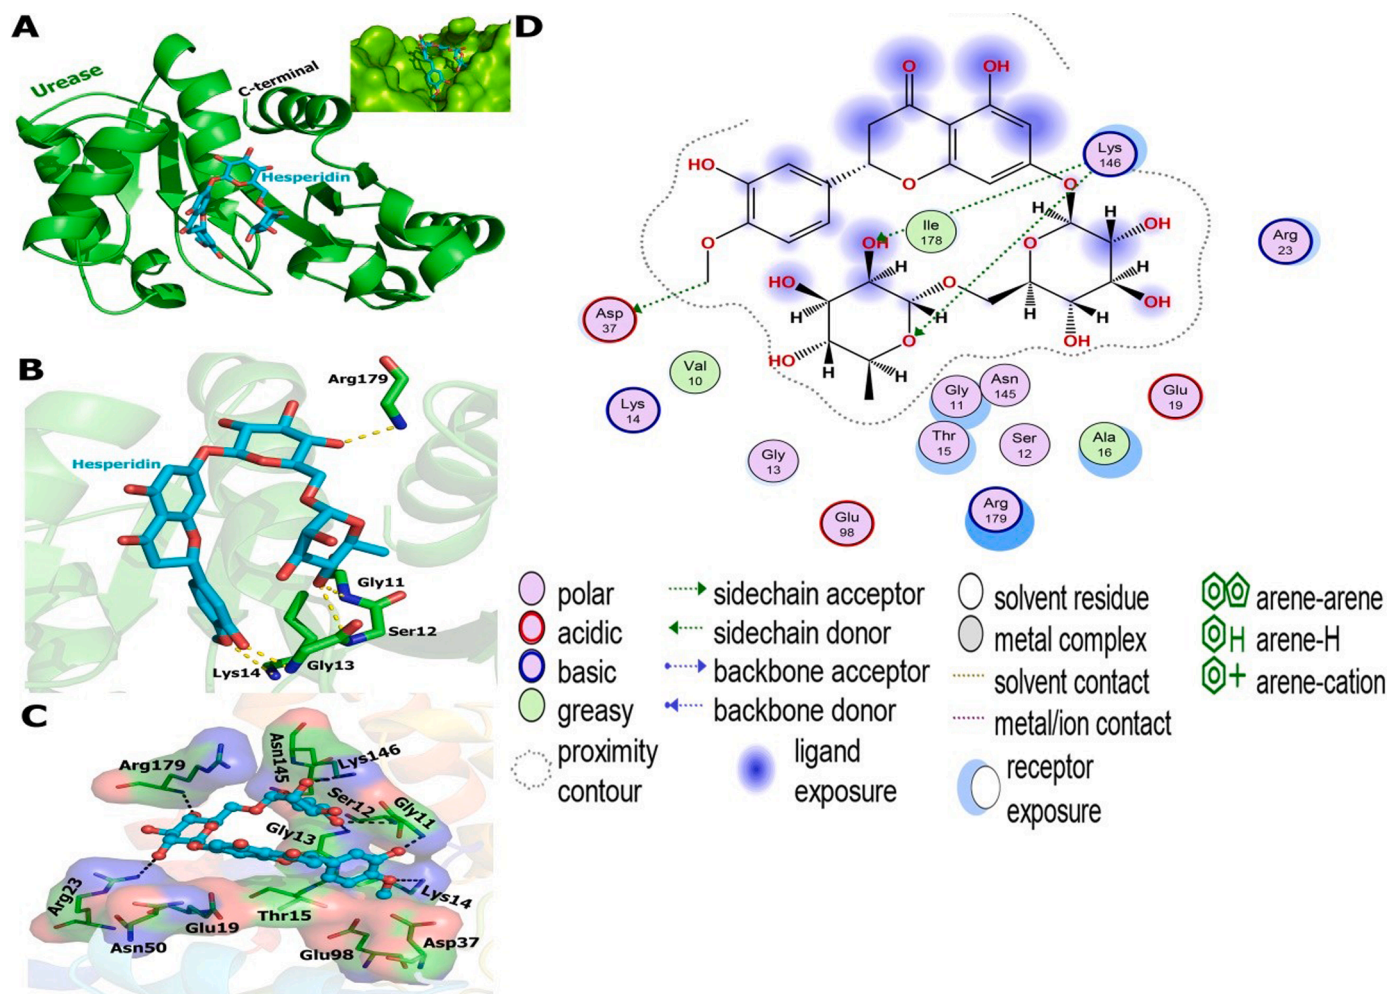 A
Urease
C-terminal
Hesperidin
B
Arg179
Hesperidin
Gly11
Ser12
Gly13
Lys14
C
Arg179
Asn145
Lys146
Ser12
Gly11
Gly13
Arg23
Asn50
Glu19
Thr15
Lys14
Glu98
Asp37
D
O
OH
HO
O
O
O
Lys
146
Ile
178
Arg
23
OH
H
O
OH
H
HO
H
O
H
OH
H
H
OH
HO
H
O
H
Asp
37
Val
10
Lys
14
Gly
13
Glu
98
Gly
11
Asn
145
Thr
15
Ser
12
Ala
16
Glu
19
Arg
179
polar
acidic
basic
greasy
proximity
contour
sidechain acceptor
sidechain donor
backbone acceptor
backbone donor
ligand
exposure
solvent residue
metal complex
solvent contact
metal/ion contact
receptor
exposure
arene-arene
H arene-H
+ arene-cation